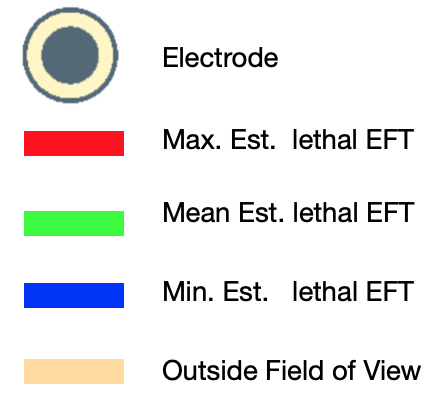 Electrode
Max. Est. lethal EFT
Mean Est. lethal EFT
Min. Est. lethal EFT
Outside Field of View